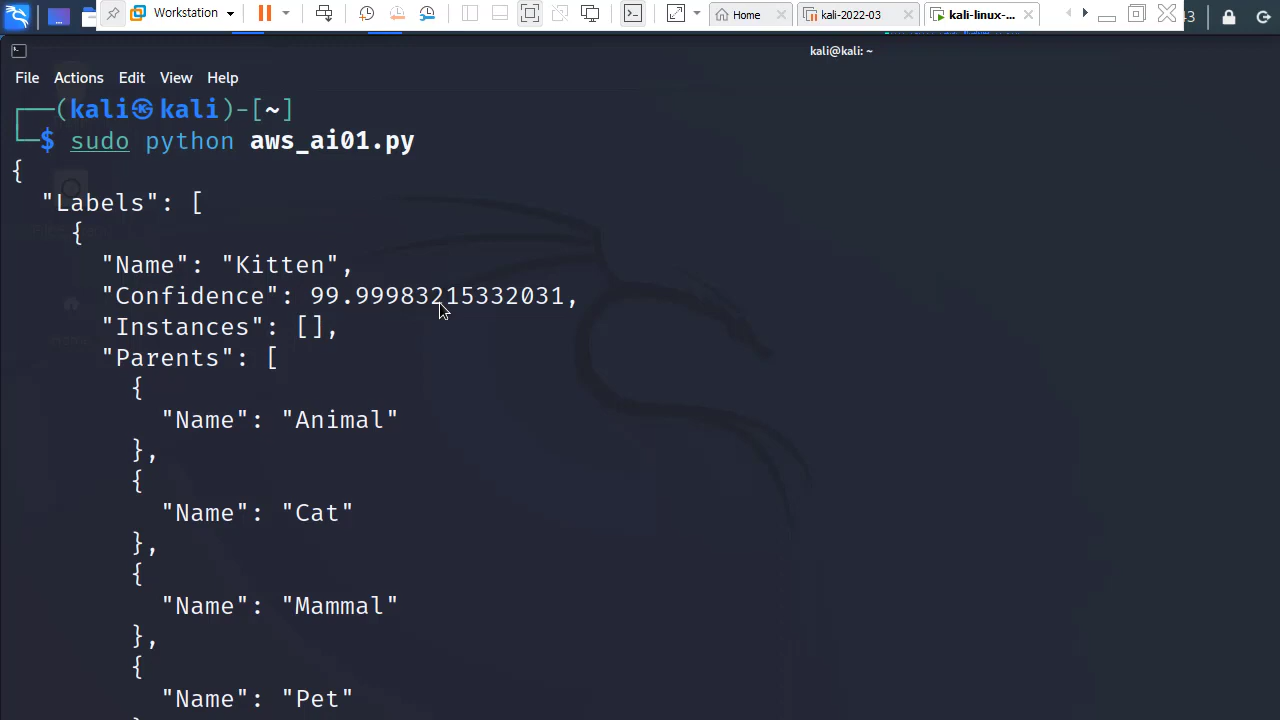 Workstation
Home
kali-2022-03
kali-linux-...
43
kali@kali: ~
File Actions Edit View Help
┌──(kali㉿kali)-[~]
└─$ sudo python aws_ai01.py
{
  "Labels": [
    {
      "Name": "Kitten",
      "Confidence": 99.99983215332031,
      "Instances": [],
      "Parents": [
        {
          "Name": "Animal"
        },
        {
          "Name": "Cat"
        },
        {
          "Name": "Mammal"
        },
        {
          "Name": "Pet"
        }